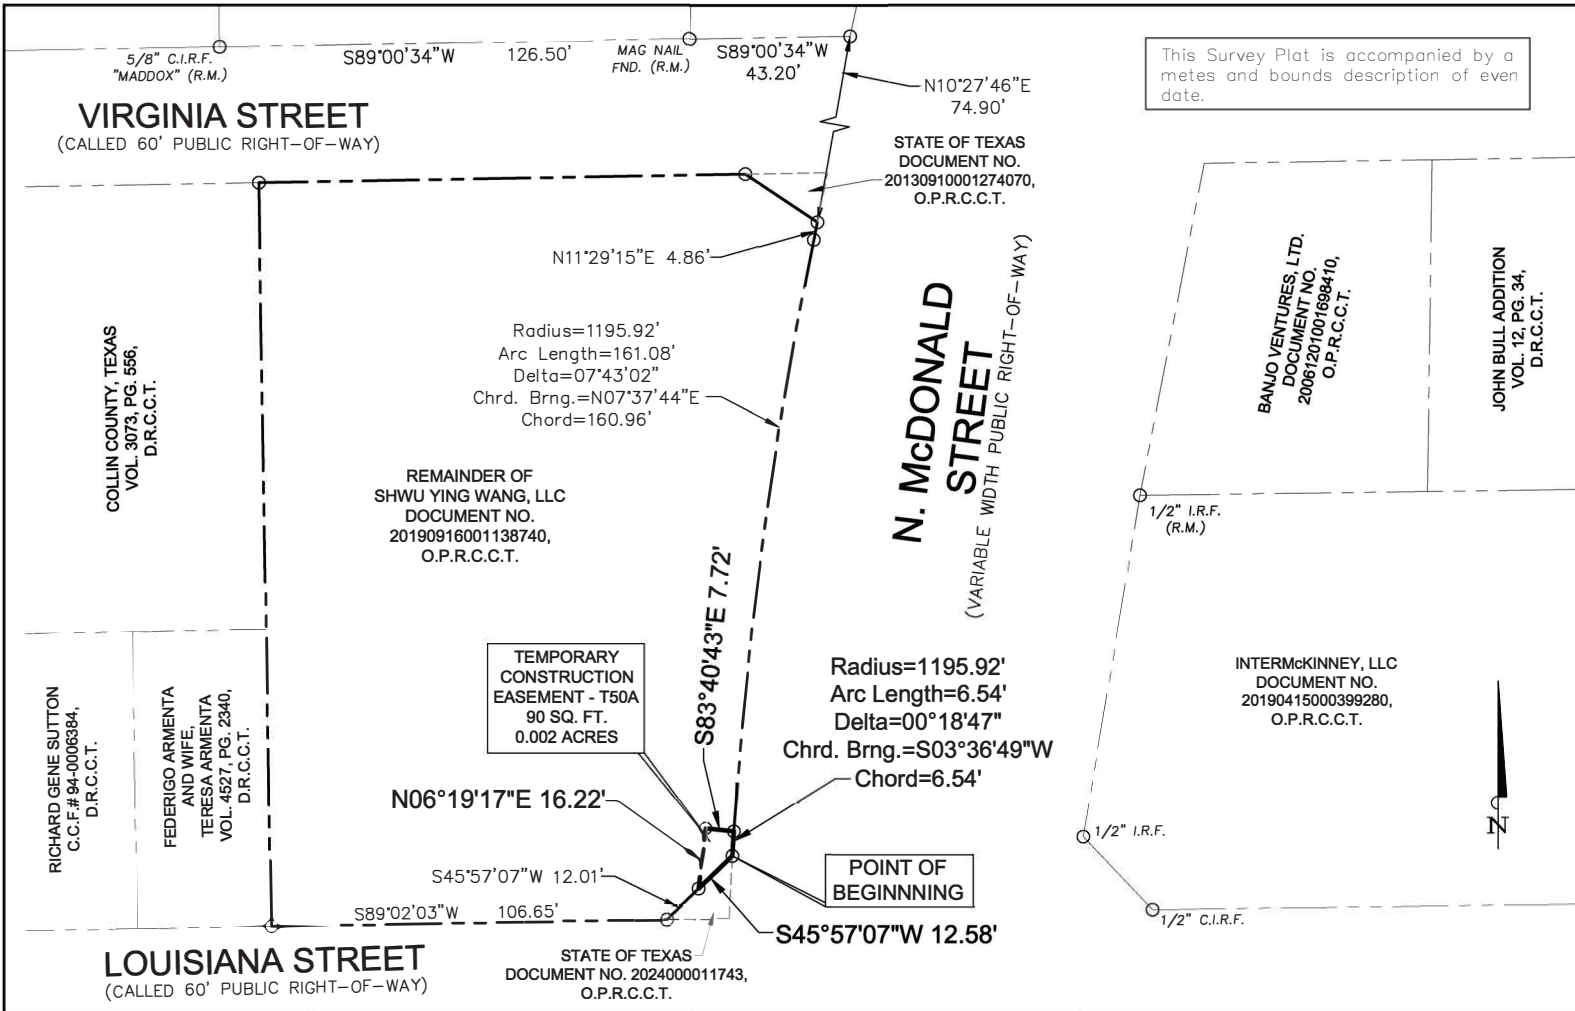 5/8" C.I.R.F.
"MADDOX" (R.M.)
S89°00'34"W 126.50'
MAG NAIL
FND. (R.M.)
S89°00'34"W
43.20'
N10°27'46"E
74.90'
This Survey Plat is accompanied by a
metes and bounds description of even
date.
VIRGINIA STREET
(CALLED 60' PUBLIC RIGHT-OF-WAY)
STATE OF TEXAS
DOCUMENT NO.
20130910001274070,
O.P.R.C.C.T.
N11°29'15"E 4.86'
Radius=1195.92'
Arc Length=161.08'
Delta=07°43'02"
Chrd. Brng.=N07°37'44"E
Chord=160.96'
COLLIN COUNTY, TEXAS
VOL. 3073, PG. 556,
D.R.C.C.T.
REMAINDER OF
SHWU YING WANG, LLC
DOCUMENT NO.
20190916001138740,
O.P.R.C.C.T.
N. McDONALD
STREET
(VARIABLE WIDTH PUBLIC RIGHT-OF-WAY)
BANJO VENTURES, LTD.
DOCUMENT NO.
20061201001698410,
O.P.R.C.C.T.
JOHN BULL ADDITION
VOL. 12, PG. 34,
D.R.C.C.T.
1/2" I.R.F.
(R.M.)
S83°40'43"E 7.72'
TEMPORARY
CONSTRUCTION
EASEMENT - T50A
90 SQ. FT.
0.002 ACRES
Radius=1195.92'
Arc Length=6.54'
Delta=00°18'47"
Chrd. Brng.=S03°36'49"W
Chord=6.54'
INTERMcKINNEY, LLC
DOCUMENT NO.
20190415000399280,
O.P.R.C.C.T.
RICHARD GENE SUTTON
C.C.F.# 94-0006384,
D.R.C.C.T.
FEDERIGO ARMENTA
AND WIFE,
TERESA ARMENTA
VOL. 4527, PG. 2340,
D.R.C.C.T.
N06°19'17"E 16.22'
N
1/2" I.R.F.
POINT OF
BEGINNNING
S45°57'07"W 12.01'
S89°02'03"W 106.65'
1/2" C.I.R.F.
S45°57'07"W 12.58'
LOUISIANA STREET
(CALLED 60' PUBLIC RIGHT-OF-WAY)
STATE OF TEXAS
DOCUMENT NO. 2024000011743,
O.P.R.C.C.T.